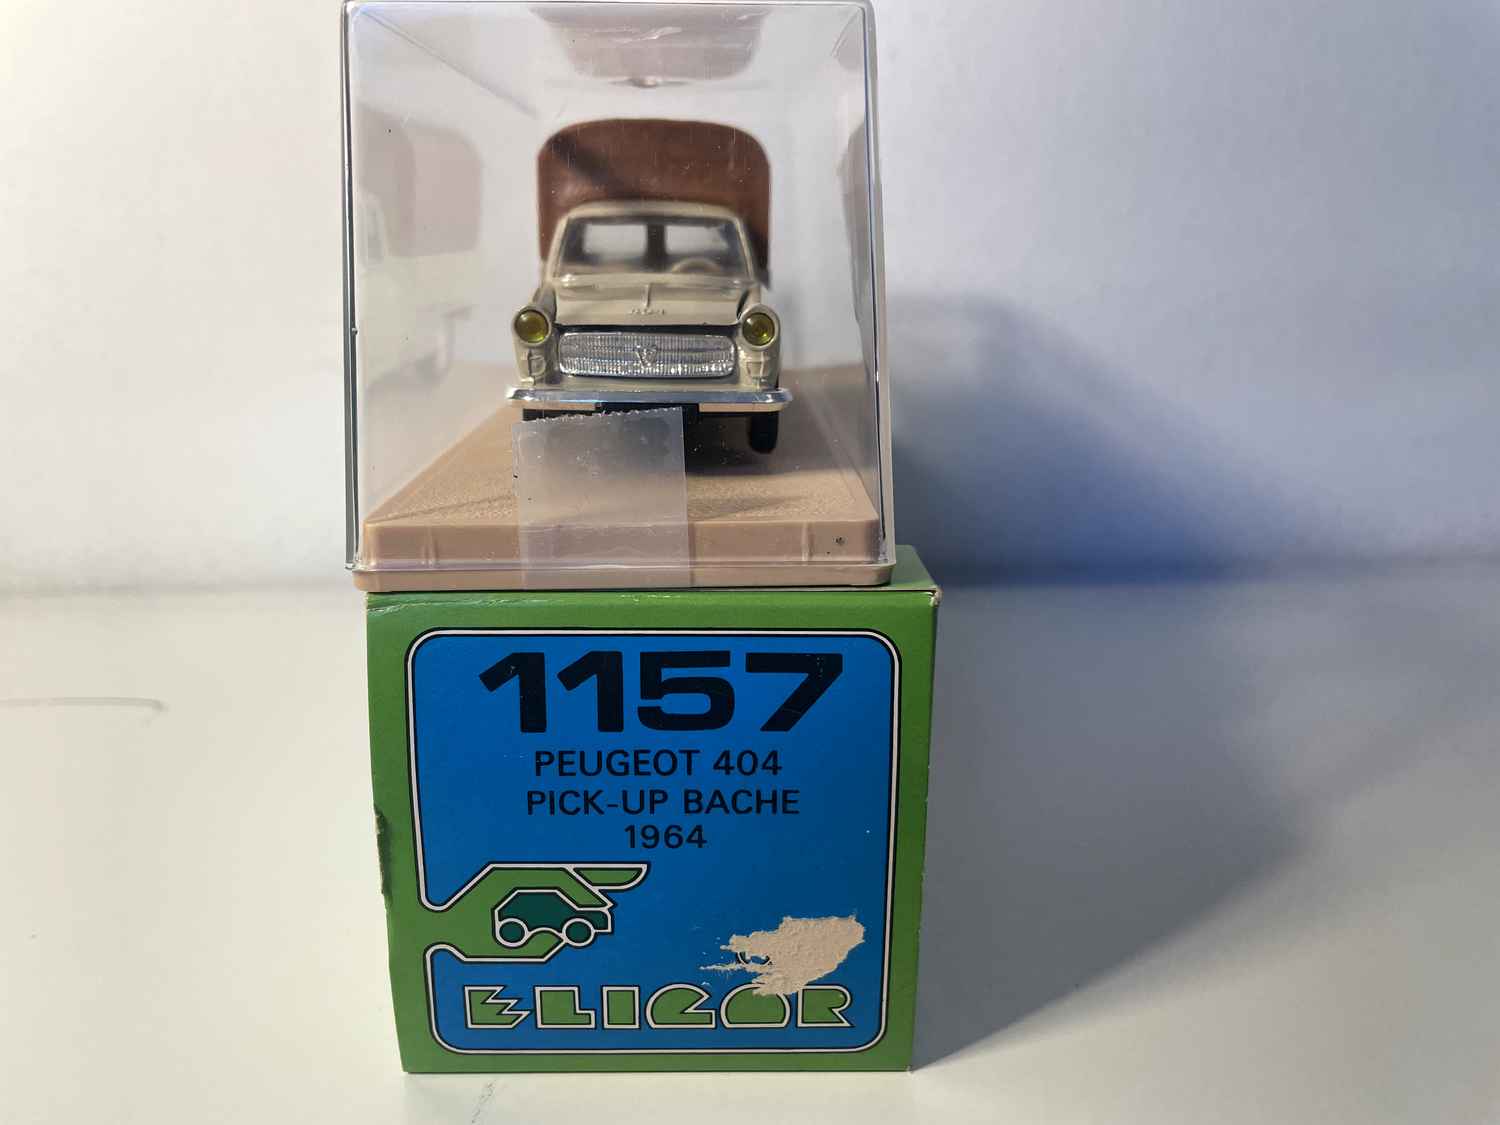 1157
PEUGEOT 404
PICK-UP BACHE
1964
ELIGOR